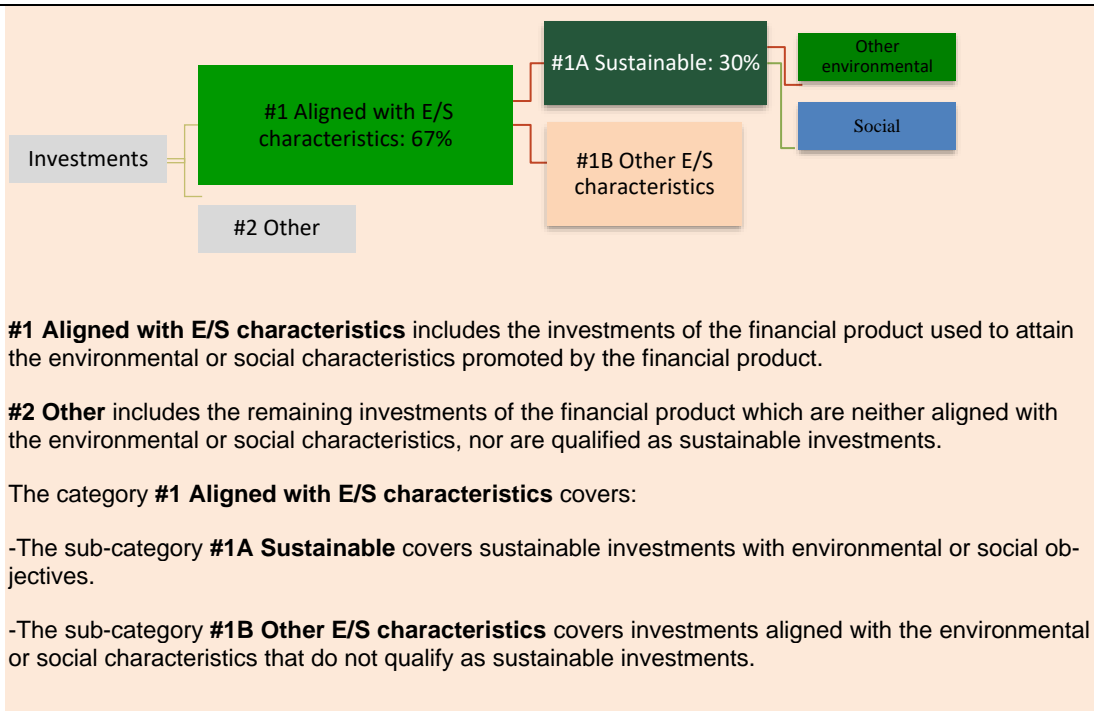 Other
environmental
#1A Sustainable: 30%
#1 Aligned with E/S
characteristics: 67%
Social
Investments
#1B Other E/S
characteristics
#2 Other
#1 Aligned with E/S characteristics includes the investments of the financial product used to attain
the environmental or social characteristics promoted by the financial product.
#2 Other includes the remaining investments of the financial product which are neither aligned with
the environmental or social characteristics, nor are qualified as sustainable investments.
The category #1 Aligned with E/S characteristics covers:
-The sub-category #1A Sustainable covers sustainable investments with environmental or social ob-
jectives.
-The sub-category #1B Other E/S characteristics covers investments aligned with the environmental
or social characteristics that do not qualify as sustainable investments.